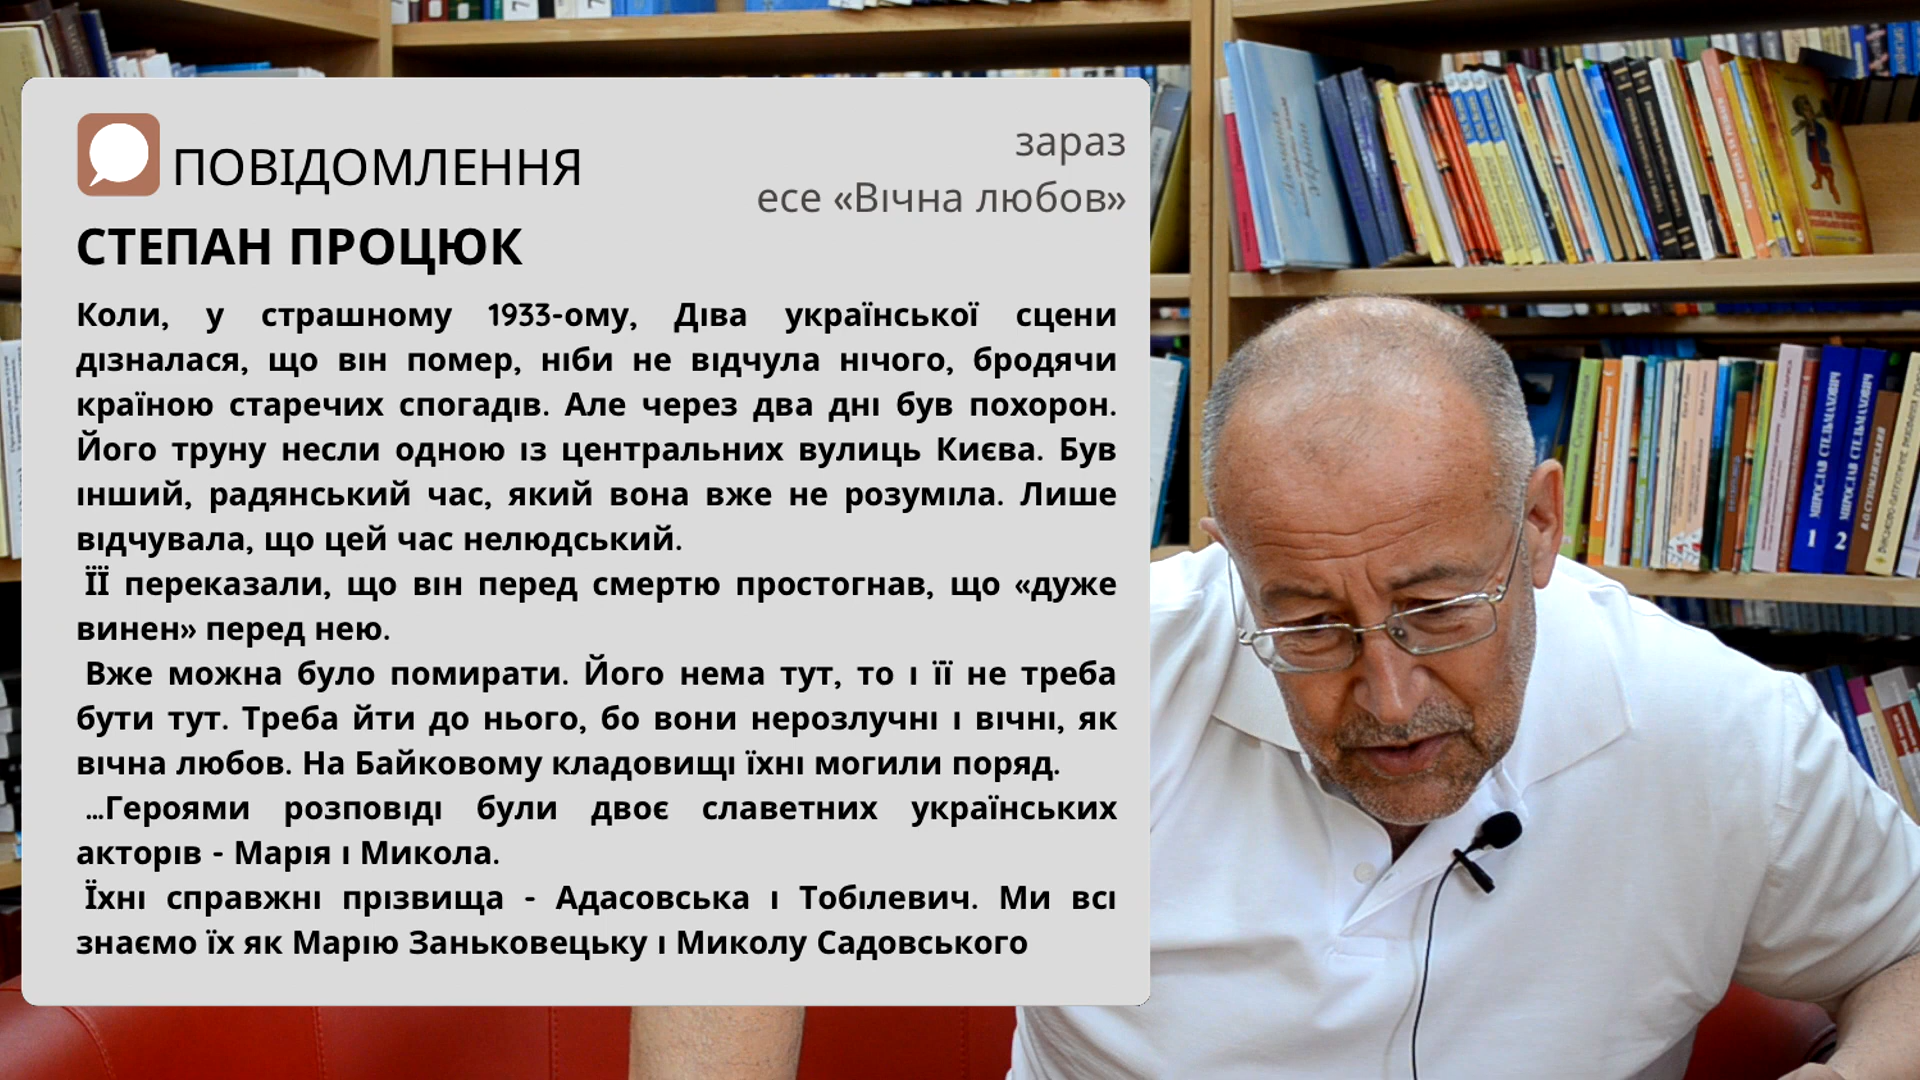 ПОВІДОМЛЕННЯ
зараз
есе «Вічна любов»
СТЕПАН ПРОЦЮК
Коли, у страшному 1933-ому, Діва української сцени
дізналася, що він помер, ніби не відчула нічого, бродячи
країною старечих спогадів. Але через два дні був похорон.
Його труну несли одною із центральних вулиць Києва. Був
інший, радянський час, який вона вже не розуміла. Лише
відчувала, що цей час нелюдський.
ЇЇ переказали, що він перед смертю простогнав, що «дуже
винен» перед нею.
Вже можна було помирати. Його нема тут, то і її не треба
бути тут. Треба йти до нього, бо вони нерозлучні і вічні, як
вічна любов. На Байковому кладовищі їхні могили поряд.
...Героями розповіді були двоє славетних українських
акторів - Марія і Микола.
Їхні справжні прізвища - Адасовська і Тобілевич. Ми всі
знаємо їх як Марію Заньковецьку і Миколу Садовського
МИРОСЛАВ СТЕЛЬМАХОВИЧ
1
МИРОСЛАВ СТЕЛЬМАХОВИЧ
2